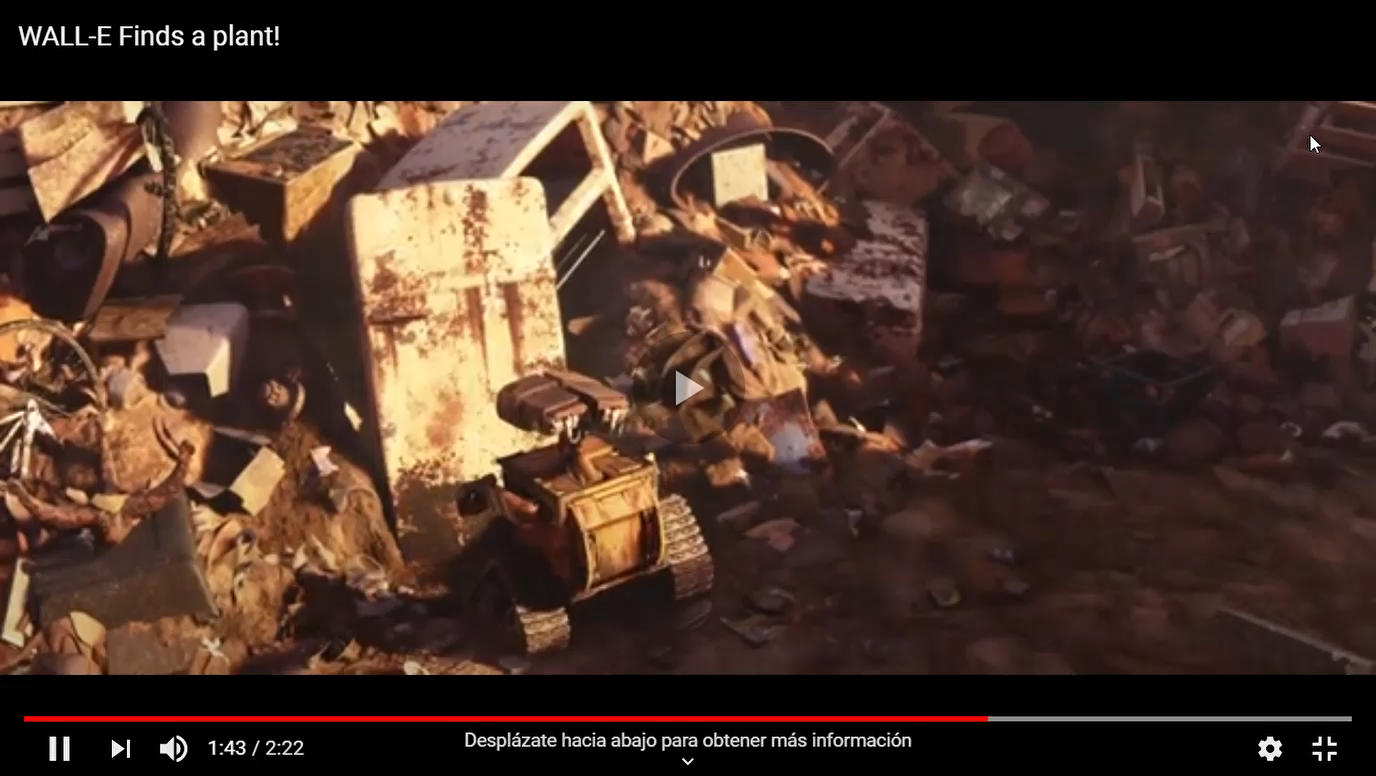 WALL-E Finds a plant!
1:43 / 2:22
Desplázate hacia abajo para obtener más información